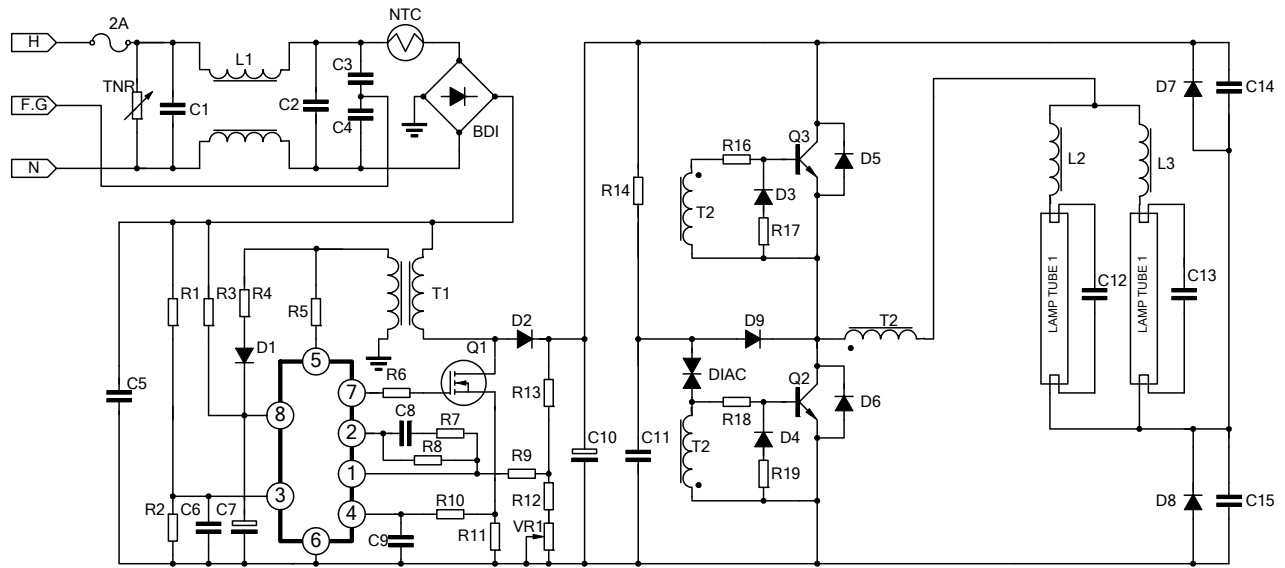 2A
NTC
H
L1
C3
D7
C14
TNR
C1
C2
C4
BDI
F.G
N
Q3
R16
D5
L2
L3
R14
D3
T2
R17
R1
R3
R4
R5
T1
D1
D2
D9
T2
C12
C13
LAMP TUBE 1
LAMP TUBE 1
Q1
5
7
R6
DIAC
Q2
R13
C5
8
2
C8
R7
R8
R18
D6
D4
C10
C11
T2
1
R9
R19
3
R2
C6
C7
4
R10
R12
D8
C15
6
C9
R11
VR1